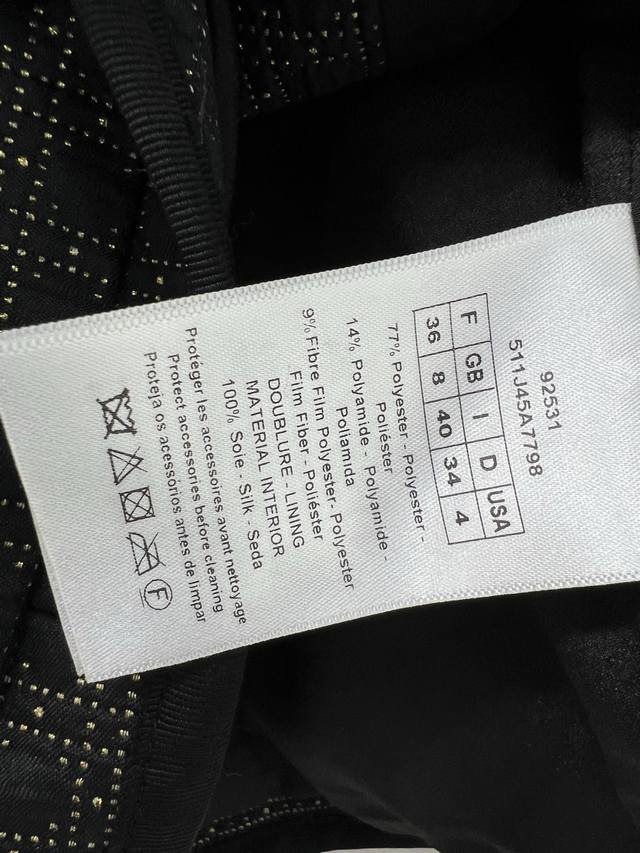 92531
511J45A7798
F GB I D USA
36 8 40 34 4
77% Polyester - Polyester -
Poliéster
14% Polyamide - Polyamide -
Poliamida
9% Fibre Film Polyester- Polyester
Film Fiber - Poliéster
DOUBLURE - LINING
MATERIAL INTERIOR
100% Soie - Silk - Seda
Protéger les accessoires avant nettoyage
Protect accessories before cleaning
Proteja os acessórios antes de limpar
F